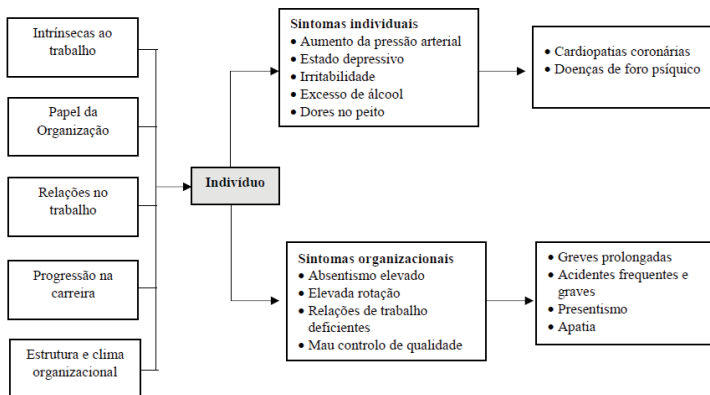 Intrínsecas ao
trabalho
Papel da
Organização
Relações no
trabalho
Progressão na
carreira
Estrutura e clima
organizacional
Indivíduo
Sintomas individuais
• Aumento da pressão arterial
• Estado depressivo
• Irritabilidade
• Excesso de álcool
• Dores no peito
• Cardiopatias coronárias
• Doenças de foro psíquico
Sintomas organizacionais
• Absentismo elevado
• Elevada rotação
• Relações de trabalho
deficientes
• Mau controlo de qualidade
• Greves prolongadas
• Acidentes frequentes e
graves
• Presentismo
• Apatia